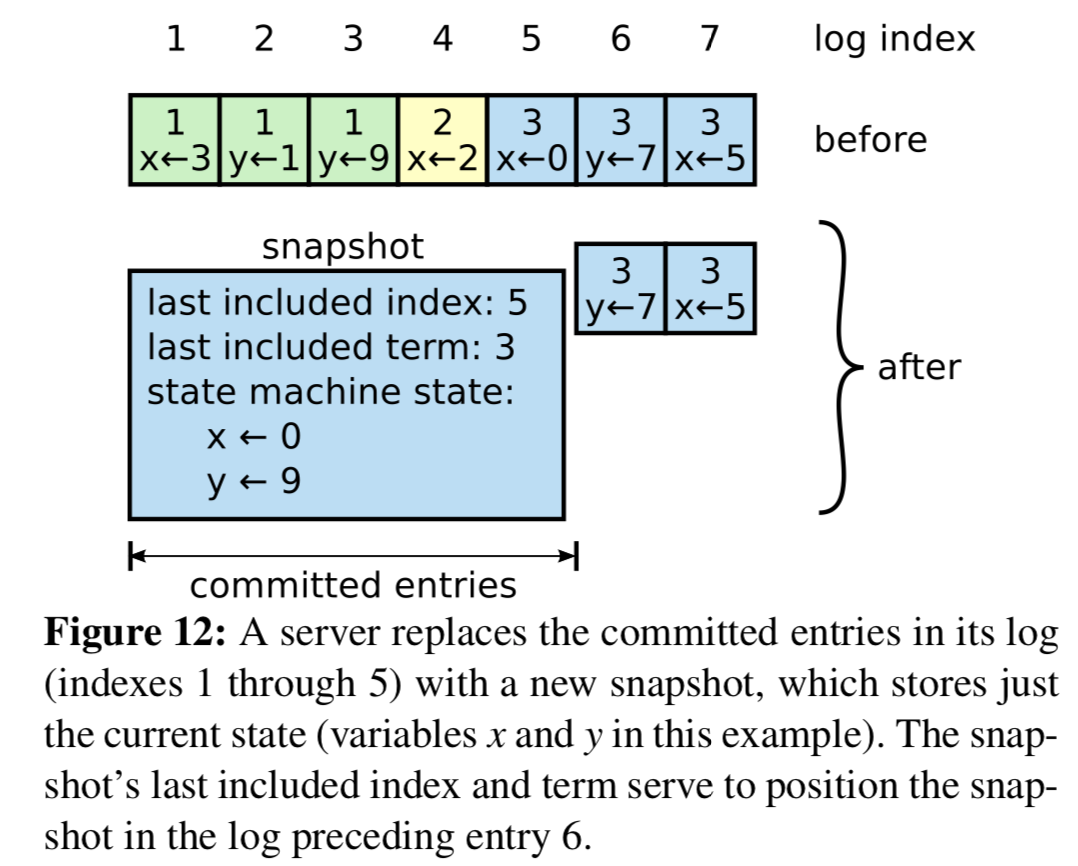 1 2 3 4 5 6 7 log index
1 1 1 2 3 3 3
x←3 y←1 y←9 x←2 x←0 y←7 x←5
before
snapshot
last included index: 5
last included term: 3
state machine state:
x ← 0
y ← 9
3 3
y←7 x←5
after
committed entries
Figure 12: A server replaces the committed entries in its log
(indexes 1 through 5) with a new snapshot, which stores just
the current state (variables x and y in this example). The snap-
shot’s last included index and term serve to position the snap-
shot in the log preceding entry 6.